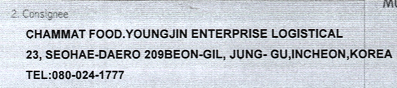 2. Consignee
CHAMMAT FOOD.YOUNGJIN ENTERPRISE LOGISTICAL
23, SEOHAE-DAERO 209BEON-GIL, JUNG- GU,INCHEON,KOREA
TEL:080-024-1777